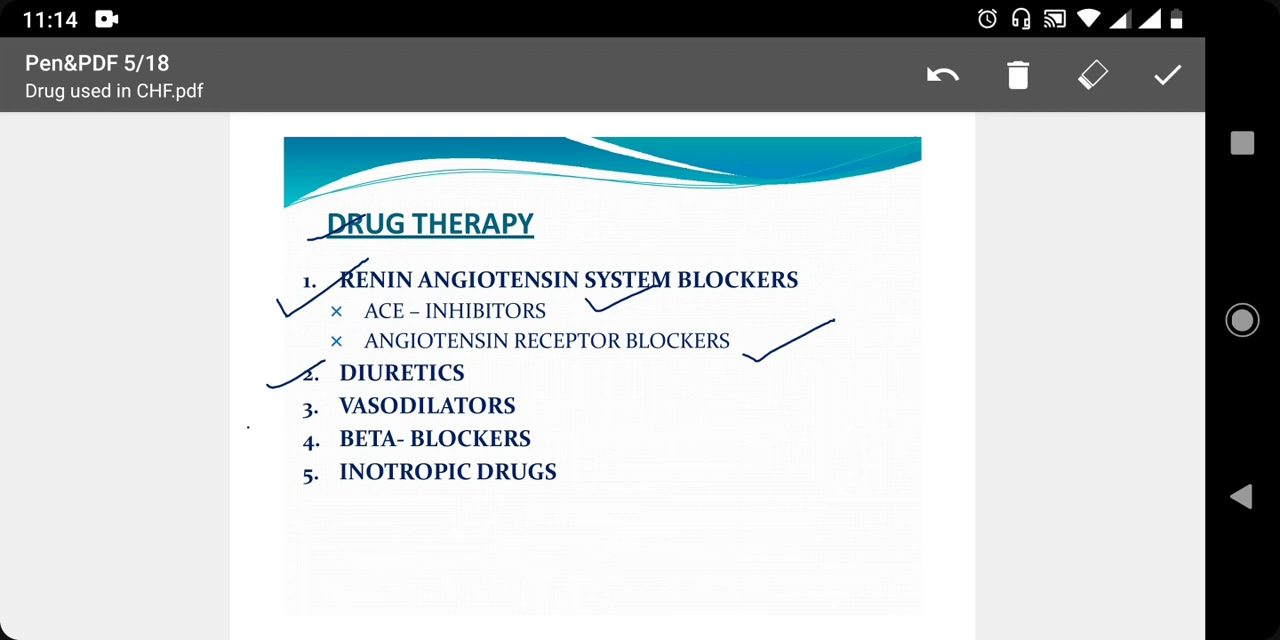 11:14
Pen&PDF 5/18
Drug used in CHF.pdf
DRUG THERAPY
1. RENIN ANGIOTENSIN SYSTEM BLOCKERS
× ACE – INHIBITORS
× ANGIOTENSIN RECEPTOR BLOCKERS
2. DIURETICS
3. VASODILATORS
4. BETA- BLOCKERS
5. INOTROPIC DRUGS